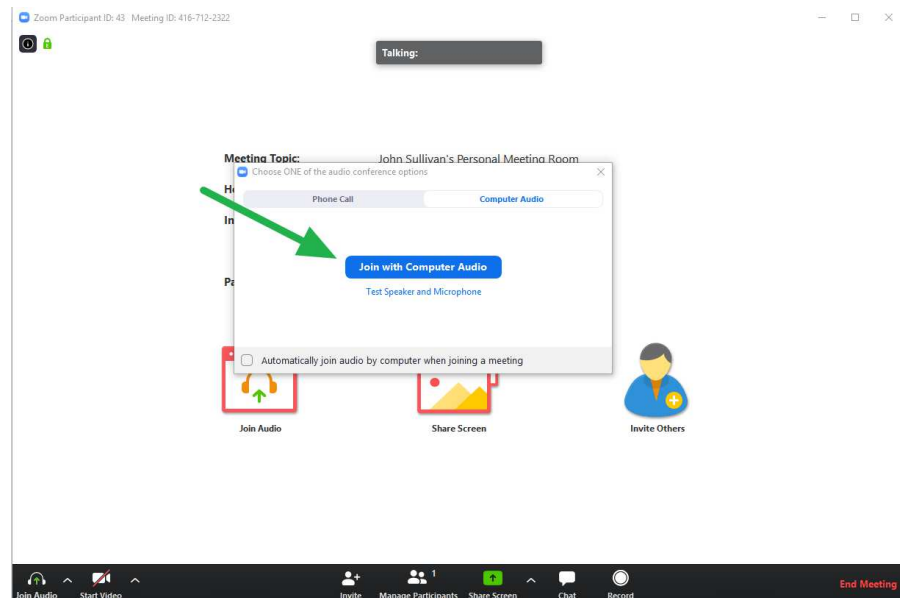 Zoom Participant ID: 43 Meeting ID: 416-712-2322
Talking:
Meeting Topic: John Sullivan's Personal Meeting Room
Choose ONE of the audio conference options
H
Phone Call Computer Audio
In
Join with Computer Audio
Pa
Test Speaker and Microphone
Automatically join audio by computer when joining a meeting
Join Audio Share Screen Invite Others
1
Join Audio Start Video Invite Manage Participants Share Screen Chat Record End Meeting